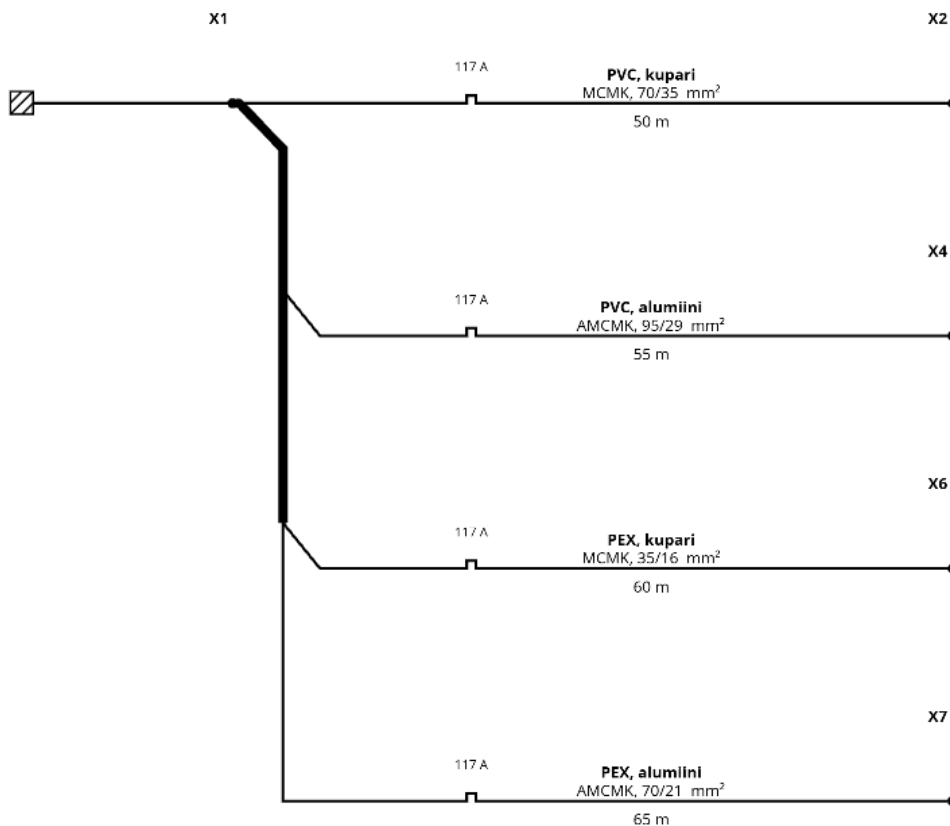 X1
X2
117 A
PVC, kupari
MCMK, 70/35 mm²
50 m
X4
117 A
PVC, alumiini
AMCMK, 95/29 mm²
55 m
X6
117 A
PEX, kupari
MCMK, 35/16 mm²
60 m
X7
117 A
PEX, alumiini
AMCMK, 70/21 mm²
65 m